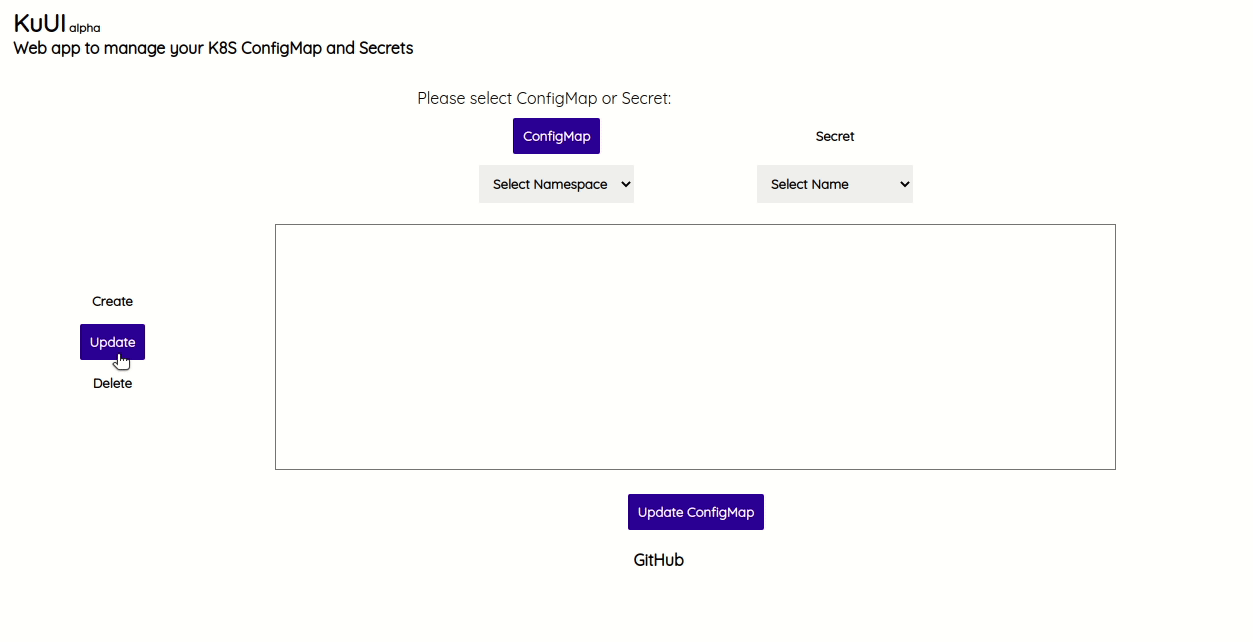 KuUI alpha
Web app to manage your K8S ConfigMap and Secrets
Please select ConfigMap or Secret:
ConfigMap Secret
Select Namespace Select Name
Create
Update
Delete
Update ConfigMap
GitHub